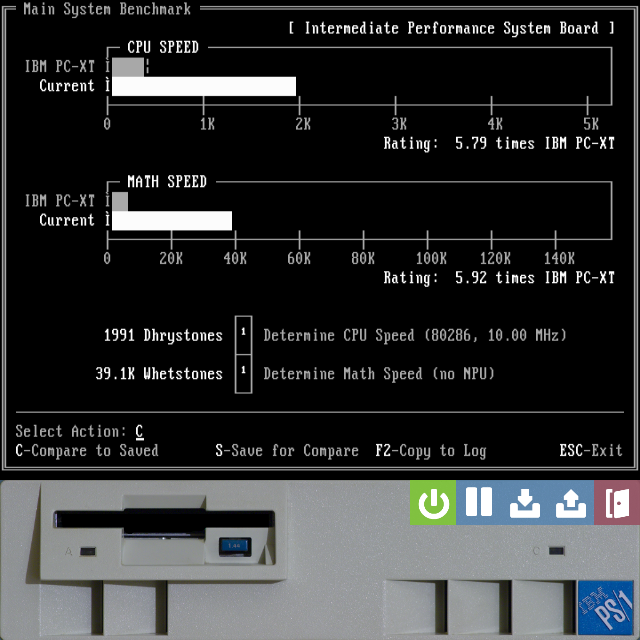 Main System Benchmark
[ Intermediate Performance System Board ]
CPU SPEED
IBM PC-XT
Current
0 1K 2K 3K 4K 5K
Rating: 5.79 times IBM PC-XT
MATH SPEED
IBM PC-XT
Current
0 20K 40K 60K 80K 100K 120K 140K
Rating: 5.92 times IBM PC-XT
1991 Dhrystones 1 Determine CPU Speed (80286, 10.00 MHz)
39.1K Whetstones 1 Determine Math Speed (no NPU)
Select Action: C
C-Compare to Saved S-Save for Compare F2-Copy to Log ESC-Exit
A
C
IBM
PS/1